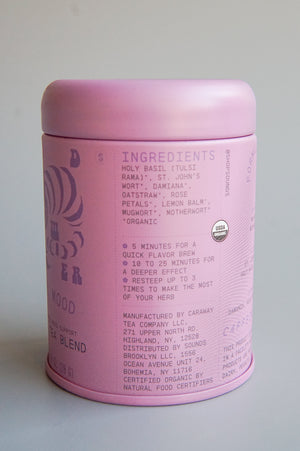 D
S
INGREDIENTS
HOLY BASIL (TULSI
RAMA)*, ST. JOHN'S
WORT*, DAMIANA*,
OATSTRAW*, ROSE
PETALS*, LEMON BALM*,
MUGWORT*, MOTHERWORT*
*ORGANIC
USDA
ORGANIC
5 MINUTES FOR A
QUICK FLAVOR BREW
10 TO 25 MINUTES FOR
A DEEPER EFFECT
RESTEEP UP TO 3
TIMES TO MAKE THE MOST
OF YOUR HERB
MANUFACTURED BY CARAWAY
TEA COMPANY LLC.
271 UPPER NORTH RD.
HIGHLAND, NY, 12528
DISTRIBUTED BY SOUNDS
BROOKLYN LLC. 1556
OCEAN AVENUE UNIT 24,
BOHEMIA, NY 11716
CERTIFIED ORGANIC BY
NATURAL FOOD CERTIFIERS
MOOD
SUPPORT
BLEND
@SHOPSOUNDS